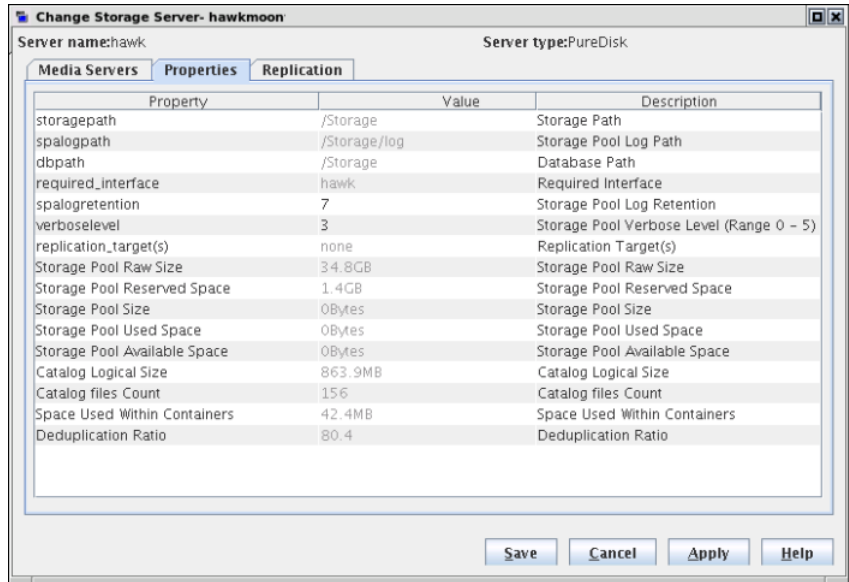 Change Storage Server- hawkmoon
Server name:hawk Server type:PureDisk
Media Servers Properties Replication
Property Value Description
storagepath /Storage Storage Path
spalogpath /Storage/log Storage Pool Log Path
dbpath /Storage Database Path
required_interface hawk Required Interface
spalogretention 7 Storage Pool Log Retention
verboselevel 3 Storage Pool Verbose Level (Range 0 - 5)
replication_target(s) none Replication Target(s)
Storage Pool Raw Size 34.8GB Storage Pool Raw Size
Storage Pool Reserved Space 1.4GB Storage Pool Reserved Space
Storage Pool Size 0Bytes Storage Pool Size
Storage Pool Used Space 0Bytes Storage Pool Used Space
Storage Pool Available Space 0Bytes Storage Pool Available Space
Catalog Logical Size 863.9MB Catalog Logical Size
Catalog files Count 156 Catalog files Count
Space Used Within Containers 42.4MB Space Used Within Containers
Deduplication Ratio 80.4 Deduplication Ratio
Save Cancel Apply Help